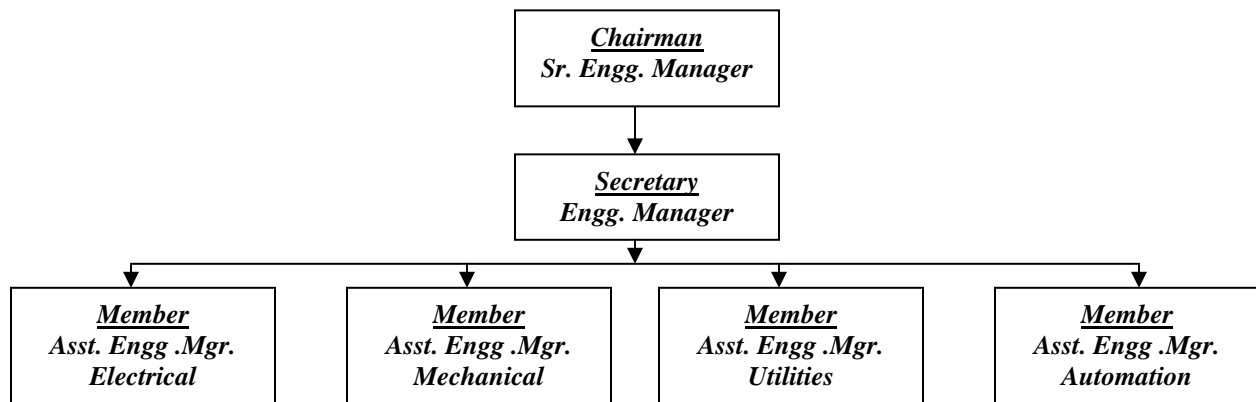 Chairman
Sr. Engg. Manager
Secretary
Engg. Manager
Member
Asst. Engg .Mgr.
Electrical
Member
Asst. Engg .Mgr.
Mechanical
Member
Asst. Engg .Mgr.
Utilities
Member
Asst. Engg .Mgr.
Automation